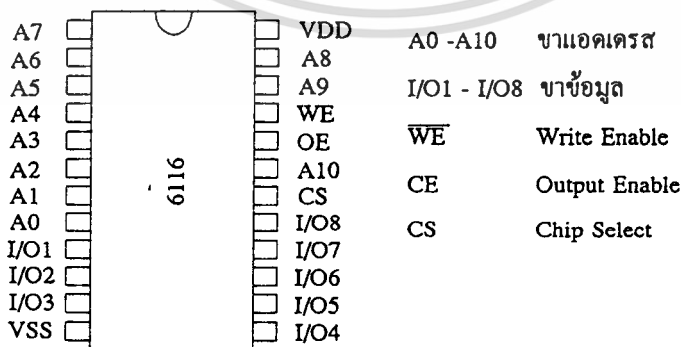 A7 VDD
A6 A8
A5 A9
A4 WE
A3 OE
A2 A10
A1 CS
A0 I/O8
I/O1 I/O7
I/O2 I/O6
I/O3 I/O5
VSS I/O4
6116
A0 -A10 ขาแอดเดรส
I/O1 - I/O8 ขาข้อมูล
W̅E̅ Write Enable
CE Output Enable
CS Chip Select